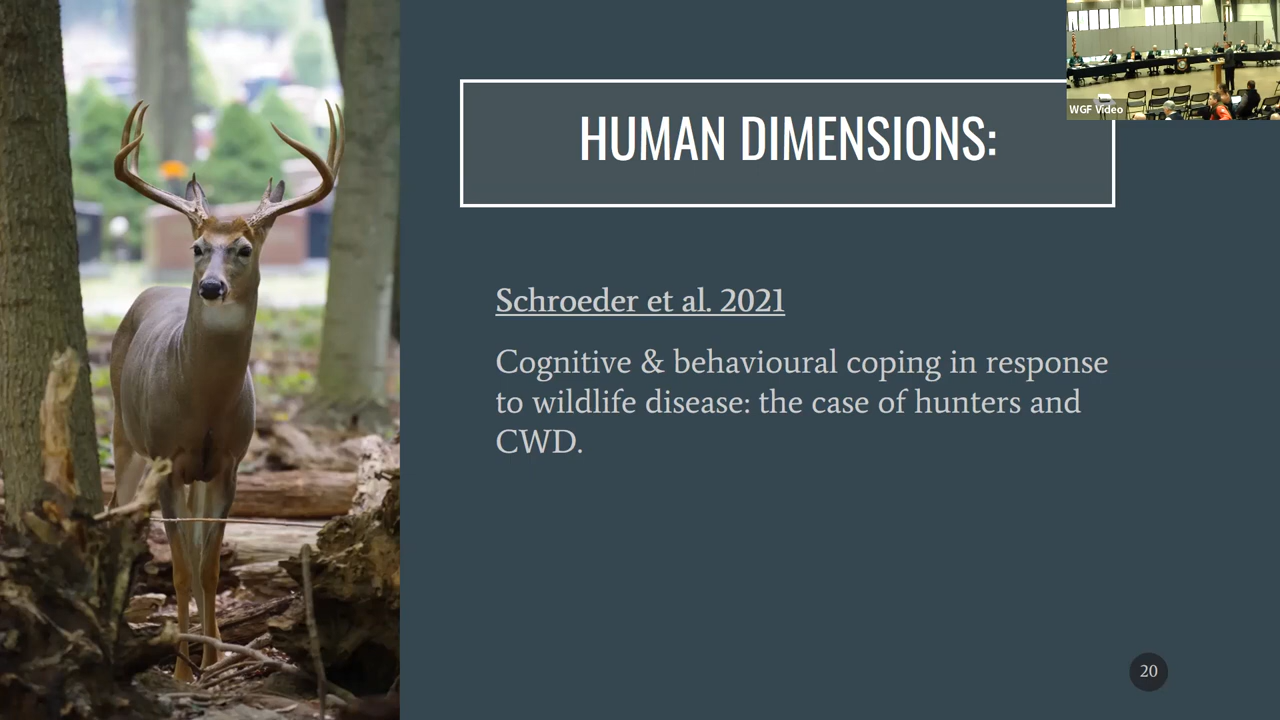 WGF Video
HUMAN DIMENSIONS:
Schroeder et al. 2021
Cognitive & behavioural coping in response
to wildlife disease: the case of hunters and
CWD.
20